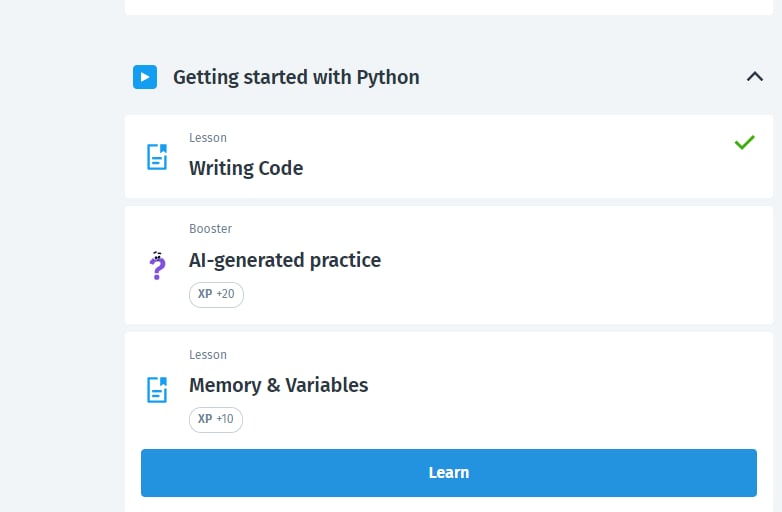 Getting started with Python
Lesson
Writing Code
Booster
AI-generated practice
XP +20
Lesson
Memory & Variables
XP +10
Learn